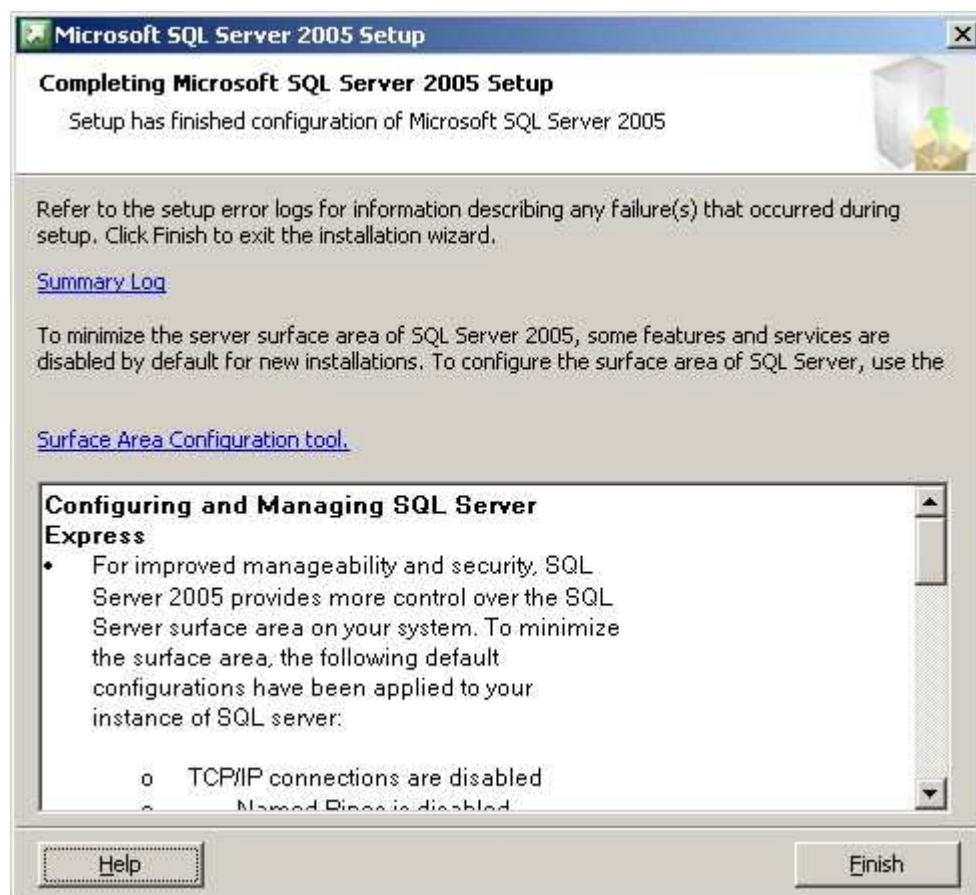 Microsoft SQL Server 2005 Setup
Completing Microsoft SQL Server 2005 Setup
Setup has finished configuration of Microsoft SQL Server 2005
Refer to the setup error logs for information describing any failure(s) that occurred during
setup. Click Finish to exit the installation wizard.
Summary Log
To minimize the server surface area of SQL Server 2005, some features and services are
disabled by default for new installations. To configure the surface area of SQL Server, use the
Surface Area Configuration tool.
Configuring and Managing SQL Server
Express
• For improved manageability and security, SQL
Server 2005 provides more control over the SQL
Server surface area on your system. To minimize
the surface area, the following default
configurations have been applied to your
instance of SQL server:
o TCP/IP connections are disabled
o Named Pipes is disabled
Help
Finish